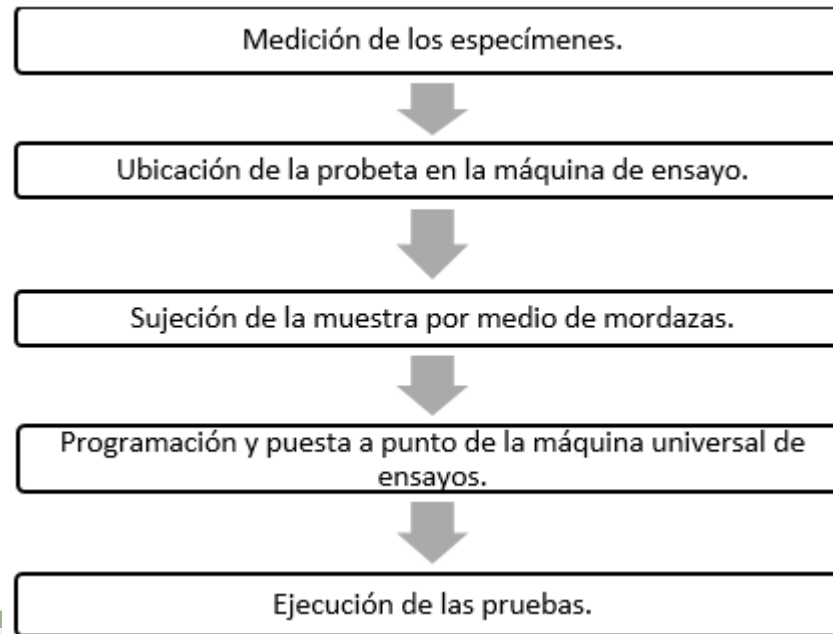 Medición de los especímenes.
Ubicación de la probeta en la máquina de ensayo.
Sujeción de la muestra por medio de mordazas.
Programación y puesta a punto de la máquina universal de
ensayos.
Ejecución de las pruebas.